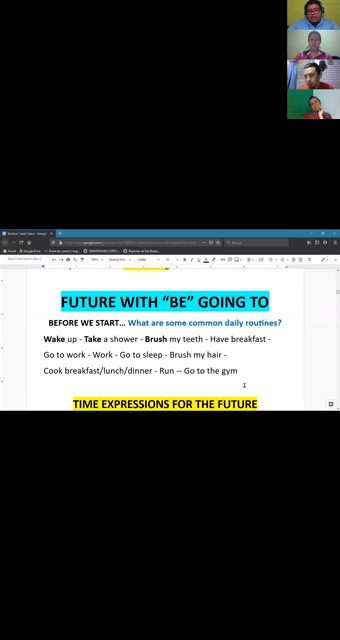 FUTURE WITH “BE” GOING TO
BEFORE WE START... What are some common daily routines?
Wake up - Take a shower - Brush my teeth - Have breakfast -
Go to work - Work - Go to sleep - Brush my hair -
Cook breakfast/lunch/dinner - Run -- Go to the gym
TIME EXPRESSIONS FOR THE FUTURE